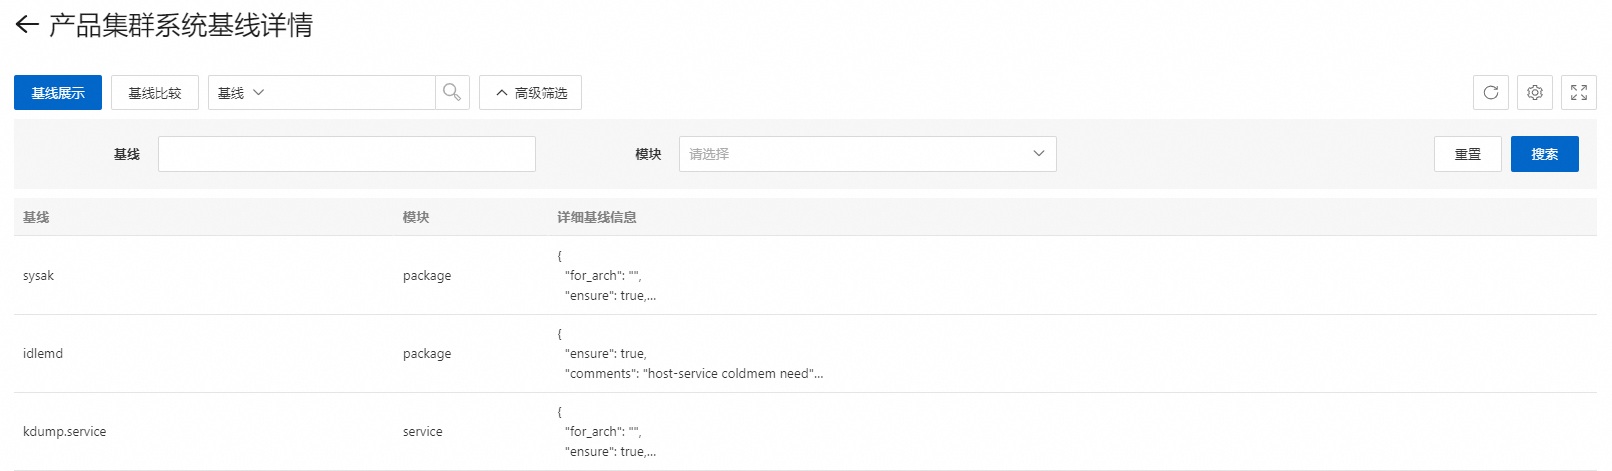 产品集群系统基线详情
基线展示 基线比较 基线 高级筛选
基线 模块 请选择 重置 搜索
基线 模块 详细基线信息
{
sysak package "for_arch": "",
"ensure": true,...
{
idlemd package "ensure": true,
"comments": "host-service coldmem need"...
{
kdump.service service "for_arch": "",
"ensure": true,...